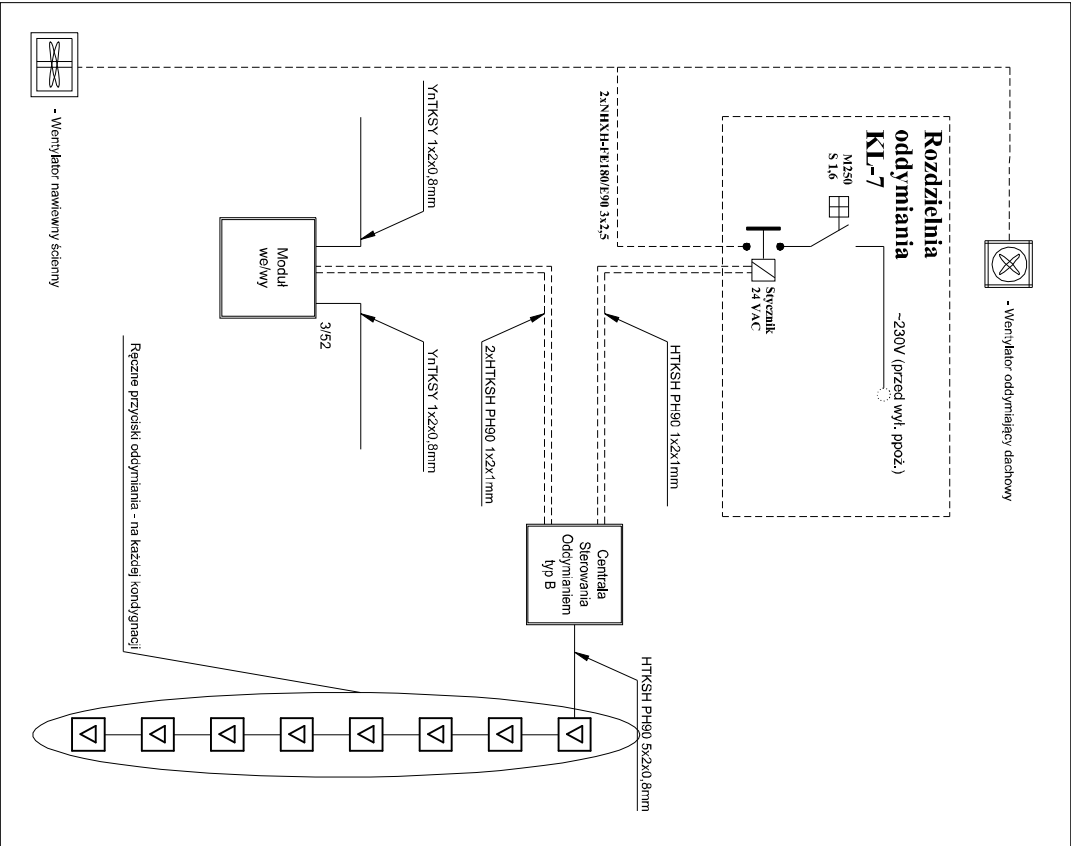 - Wentylator oddymiający dachowy
Rozdzielnia
oddymiania
KL-7
~230V (przed wył. ppoż.)
M250
S 1,6
Stycznik
24 VAC
2xNHXH-FE180/E90 3x2,5
HTKSH PH90 1x2x1mm
HTKSH PH90 5x2x0,8mm
Centrala
Sterowania
Oddymianiem
typ B
2xHTKSH PH90 1x2x1mm
YnTKSY 1x2x0,8mm
YnTKSY 1x2x0,8mm
3/52
Moduł
we/wy
Ręczne przyciski oddymiania - na każdej kondygnacji
- Wentylator nawiewny ścienny